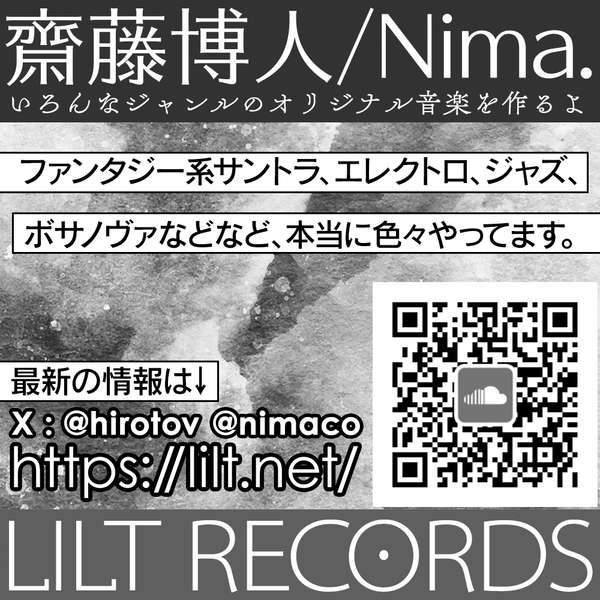 齋藤博人/Nima.
いろんなジャンルのオリジナル音楽を作るよ
ファンタジー系サントラ、エレクトロ、ジャズ、
ボサノヴァなどなど、本当に色々やってます。
最新の情報は↓
X : @hirotov @nimaco
https://lilt.net/
LILT RECORDS